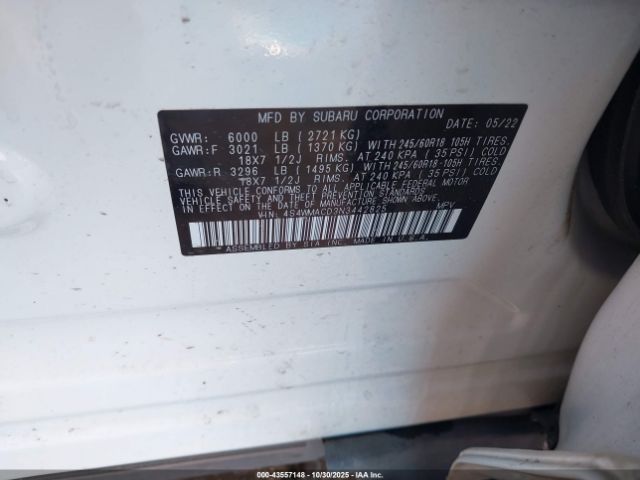 MFD BY SUBARU CORPORATION
DATE: 05/22
GVWR: 6000 LB ( 2721 KG)
GAWR:F 3021 LB ( 1370 KG) WITH 245/60R18 105H TIRES.
18X7 1/2J RIMS. AT 240 KPA ( 35 PSI) COLD
GAWR:R 3296 LB ( 1495 KG) WITH 245/60R18 105H TIRES.
18X7 1/2J RIMS. AT 240 KPA ( 35 PSI) COLD
THIS VEHICLE CONFORMS TO ALL APPLICABLE FEDERAL MOTOR
VEHICLE SAFETY AND BUMPER STANDARDS
IN EFFECT ON THE DATE OF MANUFACTURE SHOWN ABOVE.
VIN: MPV
* ASSEMBLED BY SIA INC. MADE IN U.S.A.
000-43557148 - 10/30/2025 - IAAI.COM